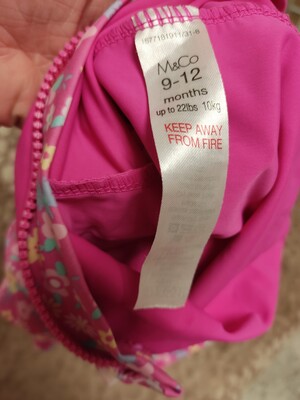 M&Co
9-12
months
up to 22lbs 10kg
KEEP AWAY
FROM FIRE